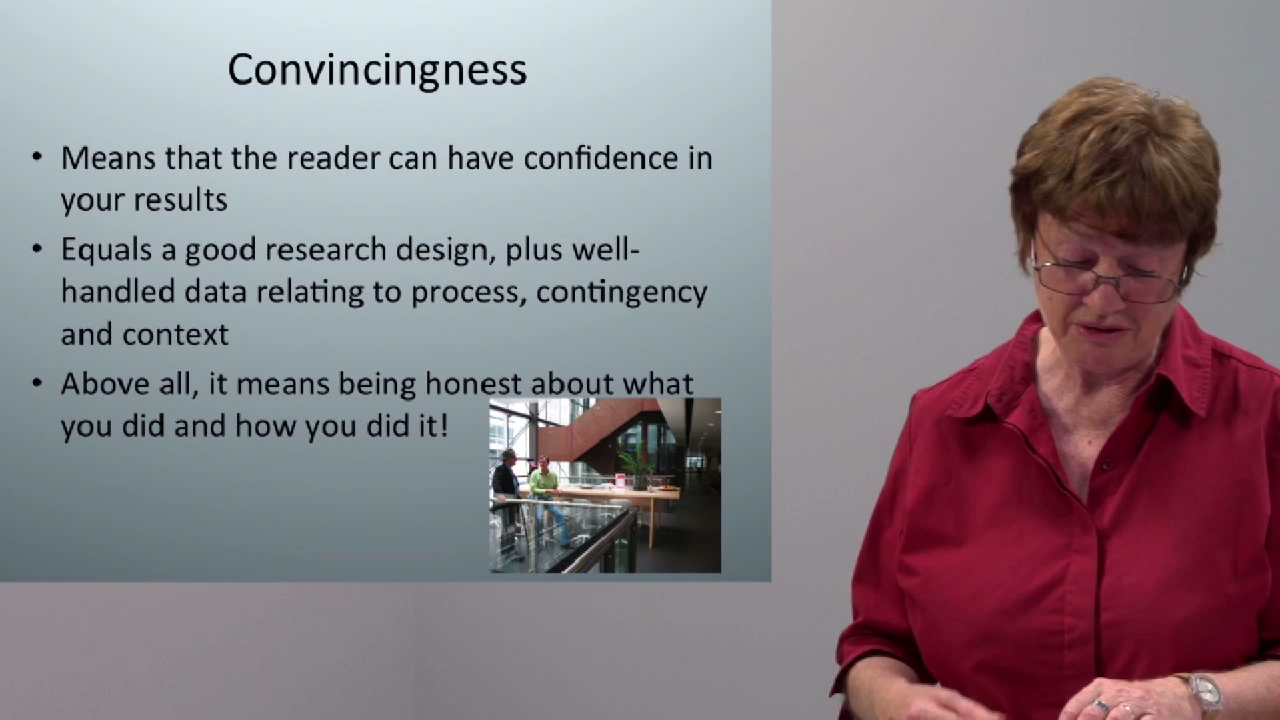 Convincingness
• Means that the reader can have confidence in
your results
• Equals a good research design, plus well-
handled data relating to process, contingency
and context
• Above all, it means being honest about what
you did and how you did it!